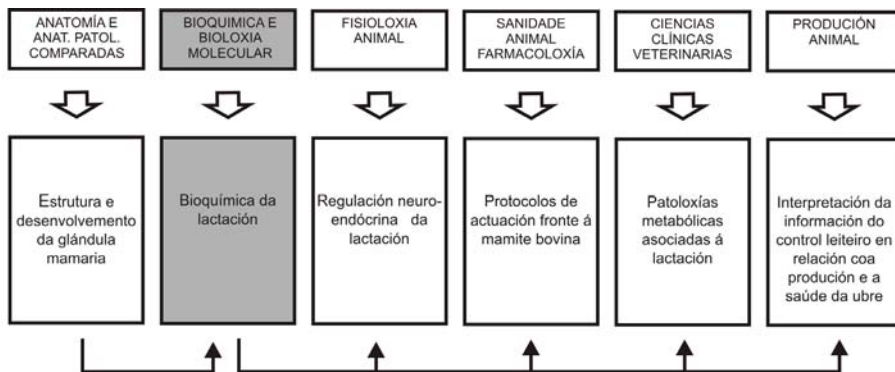 ANATOMÍA E
ANAT. PATOL.
COMPARADAS
BIOQUIMICA E
BIOLOXIA
MOLECULAR
FISIOLOXIA
ANIMAL
SANIDADE
ANIMAL
FARMACOLOXÍA
CIENCIAS
CLÍNICAS
VETERINARIAS
PRODUCIÓN
ANIMAL
Estrutura e
desenvolvemento
da glándula
mamaria
Bioquímica da
lactación
Regulación neuro-
endócrina da
lactación
Protocolos de
actuación fronte á
mamite bovina
Patoloxías
metabólicas
asociadas á
lactación
Interpretación da
información do
control leiteiro en
relación coa
produción e a
saúde da ubre